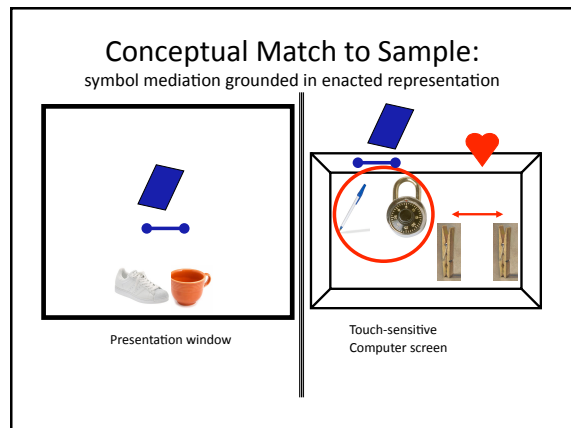 Conceptual Match to Sample:
symbol mediation grounded in enacted representation
Presentation window
Touch-sensitive
Computer screen